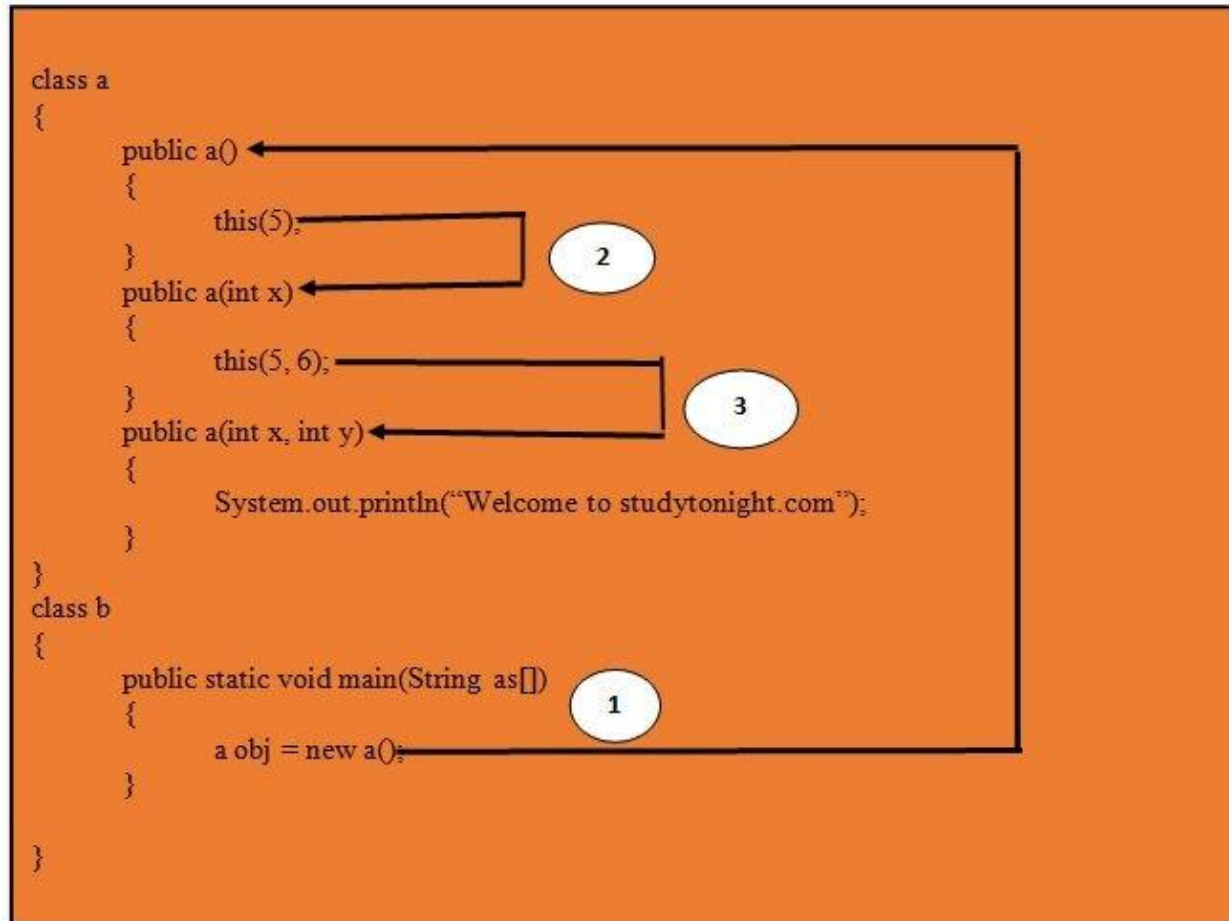 class a
{
public a()
{
this(5);
}
2
public a(int x)
{
this(5, 6);
}
3
public a(int x, int y)
{
System.out.println(“Welcome to studytonight.com”);
}
}
class b
{
public static void main(String as[])
1
{
a obj = new a();
}
}